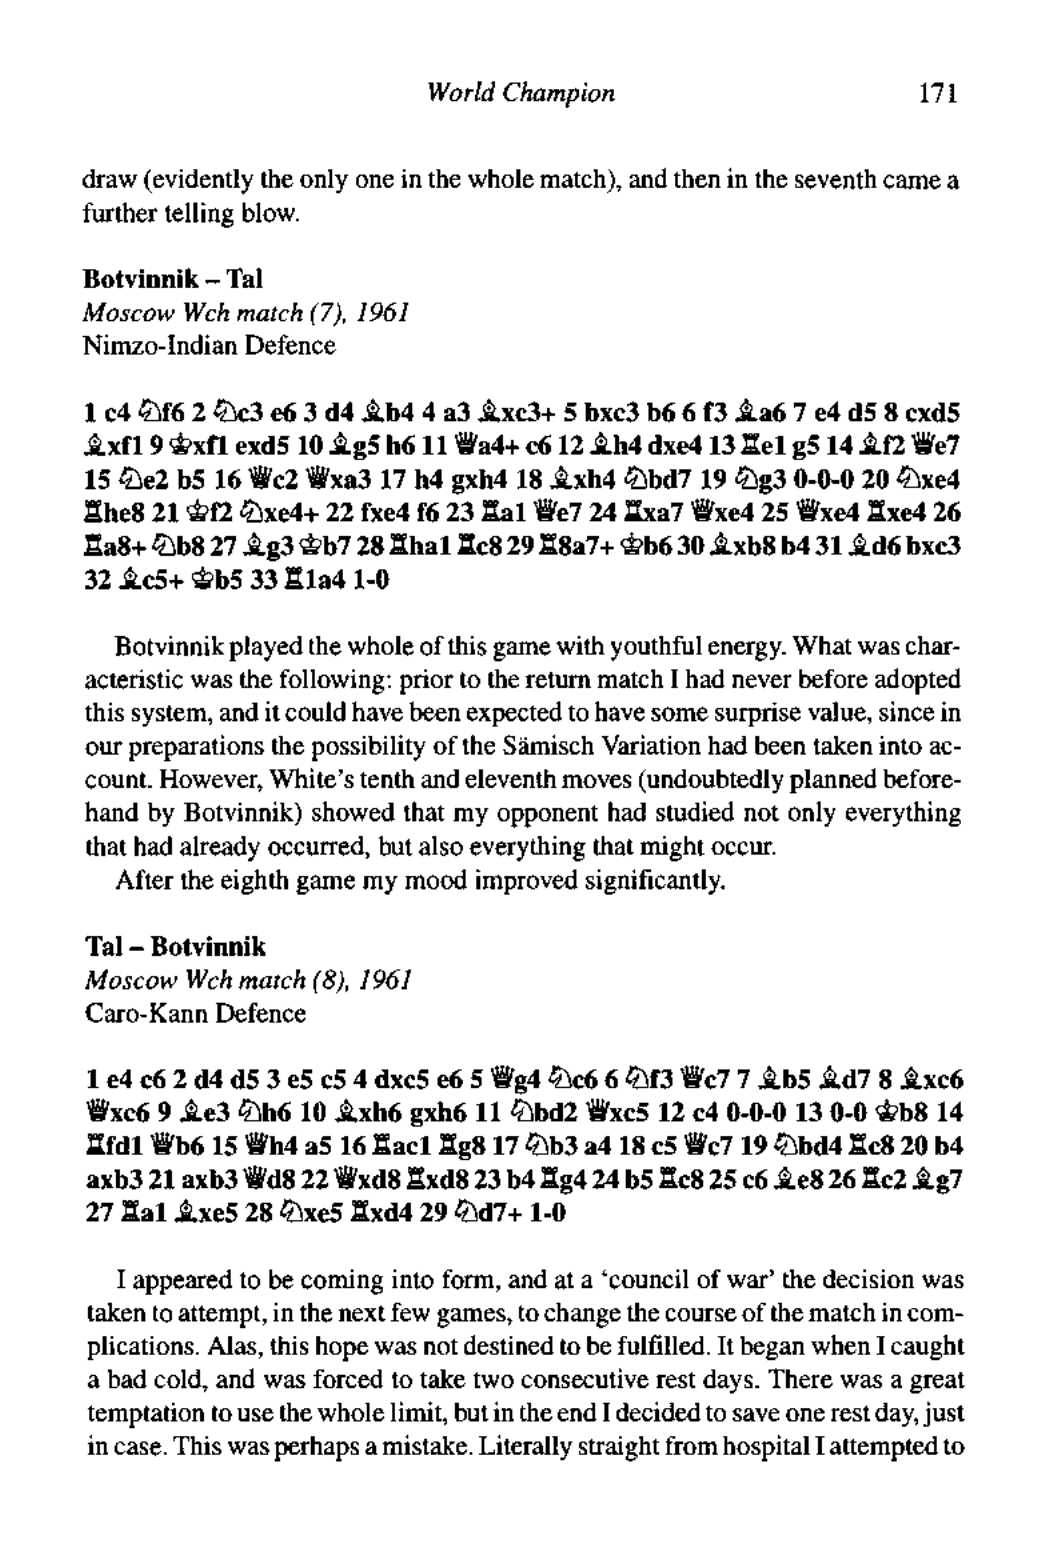 World Champion 171
draw (evidently the only one in the whole match), and then in the seventh came a
further telling blow.
Botvinnik – Tal
Moscow Wch match (7), 1961
Nimzo-Indian Defence
1 c4 ♘f6 2 ♘c3 e6 3 d4 ♗b4 4 a3 ♗xc3+ 5 bxc3 b6 6 f3 ♗a6 7 e4 d5 8 cxd5
♗xf1 9 ♔xf1 exd5 10 ♗g5 h6 11 ♕a4+ c6 12 ♗h4 dxe4 13 ♖e1 g5 14 ♗f2 ♕e7
15 ♘e2 b5 16 ♕c2 ♕xa3 17 h4 gxh4 18 ♗xh4 ♘bd7 19 ♘g3 0-0-0 20 ♘xe4
♖he8 21 ♔f2 ♘xe4+ 22 fxe4 f6 23 ♖a1 ♕e7 24 ♖xa7 ♕xe4 25 ♕xe4 ♖xe4 26
♖a8+ ♘b8 27 ♗g3 ♔b7 28 ♖ha1 ♖c8 29 ♖8a7+ ♔b6 30 ♗xb8 b4 31 ♗d6 bxc3
32 ♗c5+ ♔b5 33 ♖1a4 1-0
Botvinnik played the whole of this game with youthful energy. What was char-
acteristic was the following: prior to the return match I had never before adopted
this system, and it could have been expected to have some surprise value, since in
our preparations the possibility of the Sämisch Variation had been taken into ac-
count. However, White's tenth and eleventh moves (undoubtedly planned before-
hand by Botvinnik) showed that my opponent had studied not only everything
that had already occurred, but also everything that might occur.
After the eighth game my mood improved significantly.
Tal – Botvinnik
Moscow Wch match (8), 1961
Caro-Kann Defence
1 e4 c6 2 d4 d5 3 e5 c5 4 dxc5 e6 5 ♕g4 ♘c6 6 ♘f3 ♕c7 7 ♗b5 ♗d7 8 ♗xc6
♕xc6 9 ♗e3 ♘h6 10 ♗xh6 gxh6 11 ♘bd2 ♕xc5 12 c4 0-0-0 13 0-0 ♔b8 14
♖fd1 ♕b6 15 ♕h4 a5 16 ♖ac1 ♖g8 17 ♘b3 a4 18 c5 ♕c7 19 ♘bd4 ♖c8 20 b4
axb3 21 axb3 ♕d8 22 ♕xd8 ♖xd8 23 b4 ♖g4 24 b5 ♖c8 25 c6 ♗e8 26 ♖c2 ♗g7
27 ♖a1 ♗xe5 28 ♘xe5 ♖xd4 29 ♘d7+ 1-0
I appeared to be coming into form, and at a 'council of war' the decision was
taken to attempt, in the next few games, to change the course of the match in com-
plications. Alas, this hope was not destined to be fulfilled. It began when I caught
a bad cold, and was forced to take two consecutive rest days. There was a great
temptation to use the whole limit, but in the end I decided to save one rest day, just
in case. This was perhaps a mistake. Literally straight from hospital I attempted to